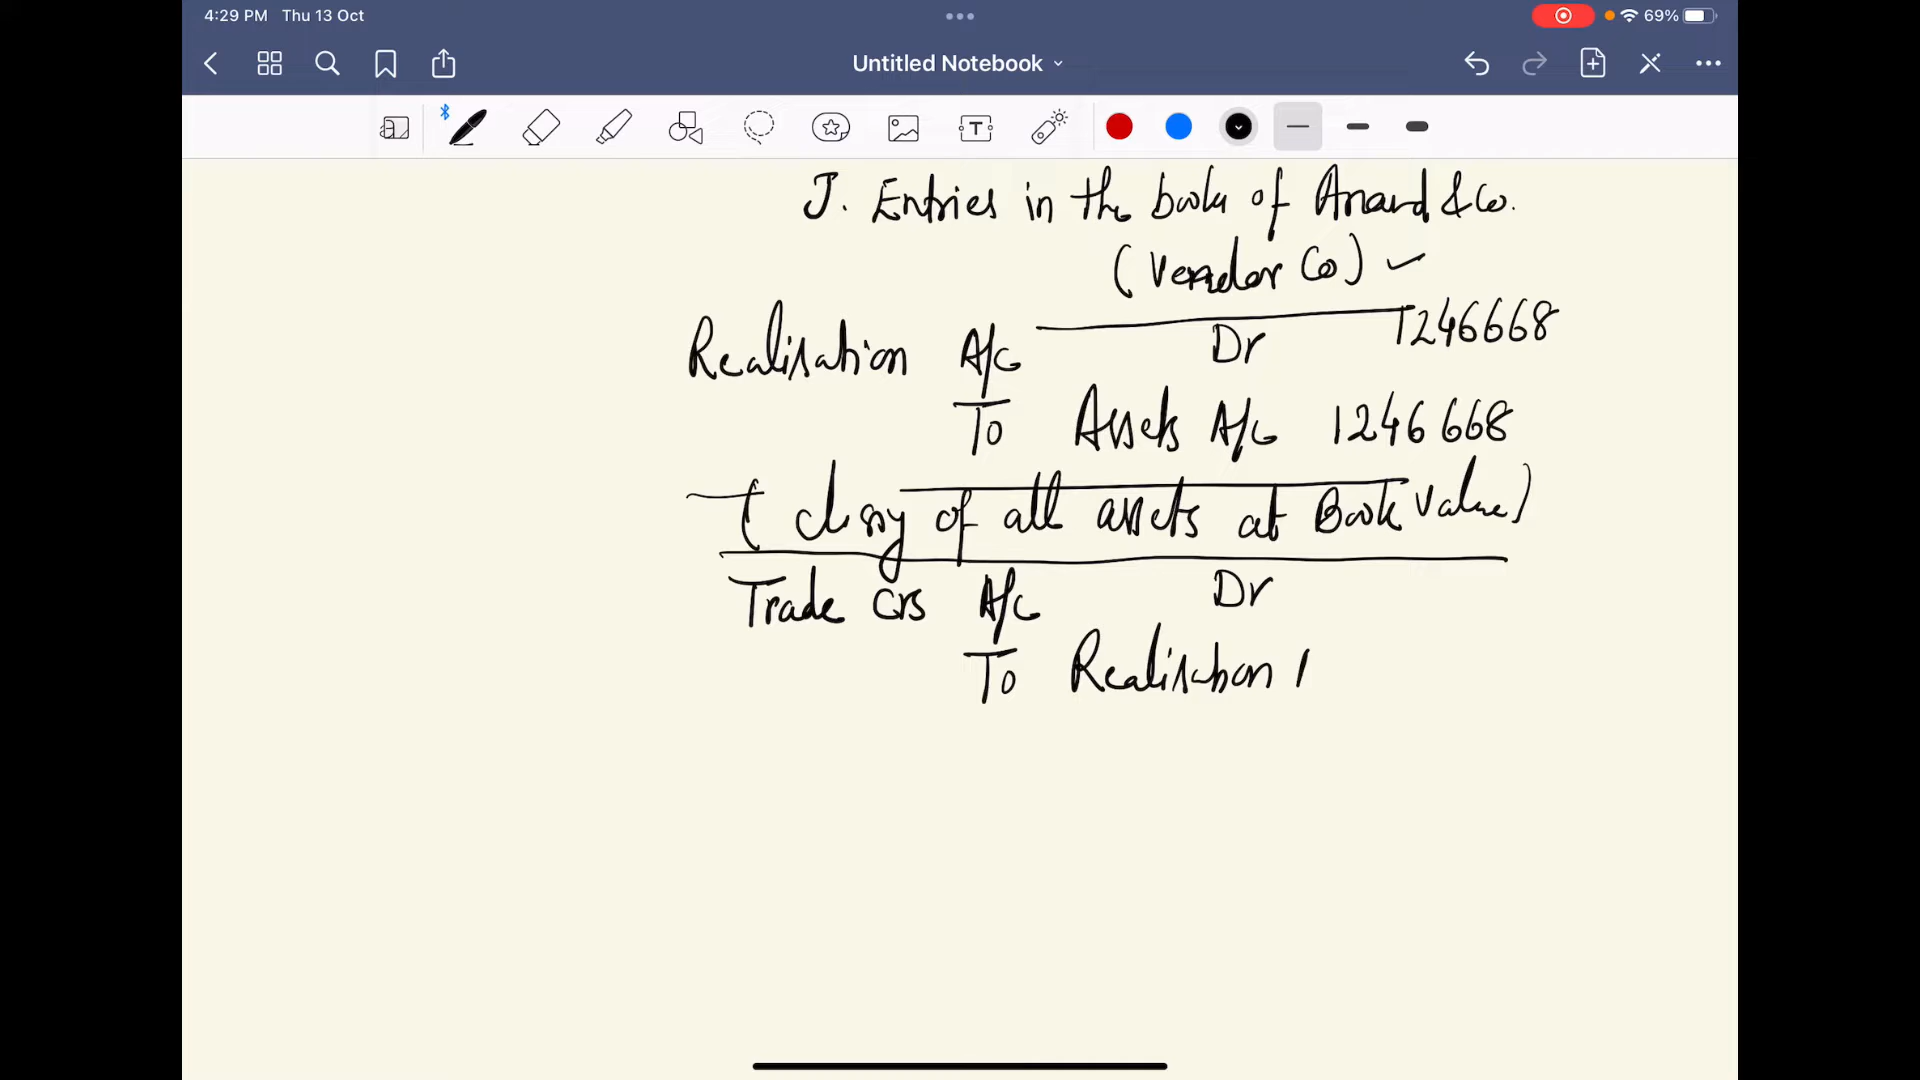 4:29 PM Thu 13 Oct
69%
Untitled Notebook
T
J. Entries in the books of Anand & Co.
(Vendor Co)
Realisation A/c Dr 1246668
To Assets A/c 1246668
( closing of all assets at Book value)
Trade Crs A/c Dr
To Realisation